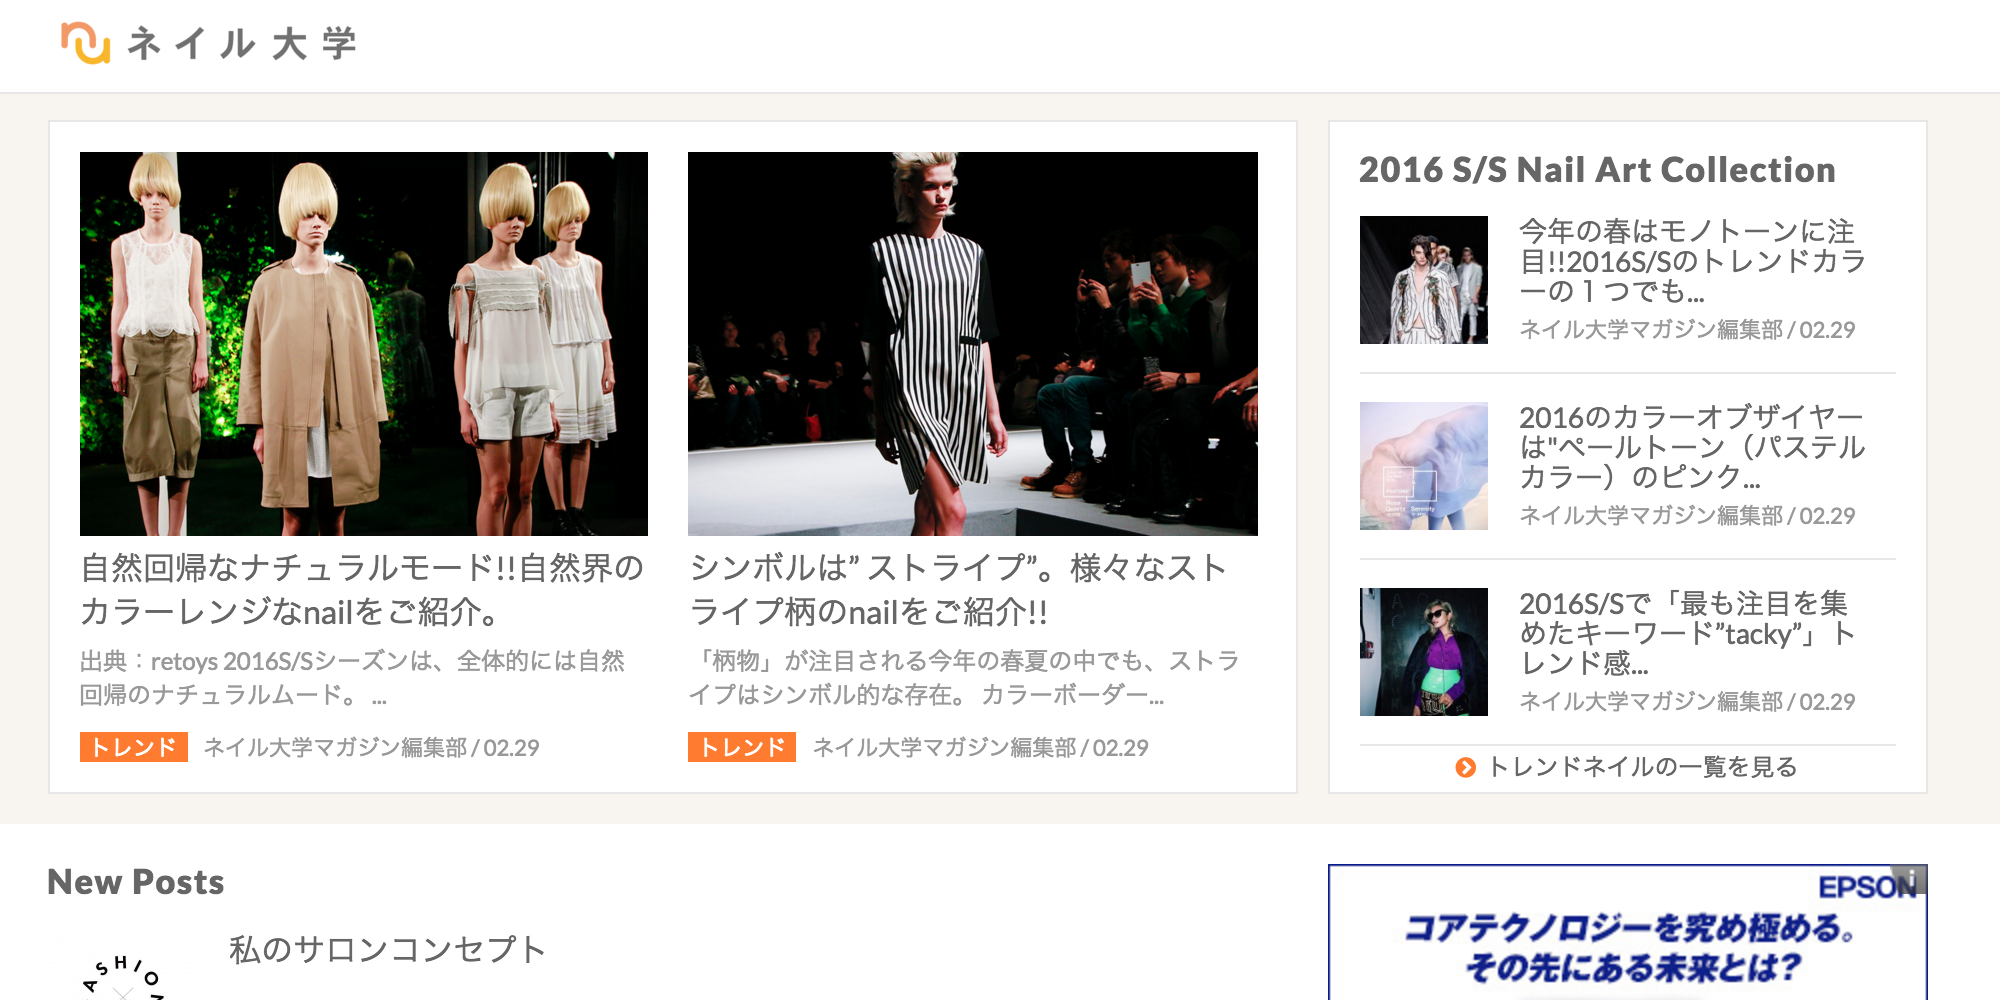 ネイル大学
自然回帰なナチュラルモード!!自然界の
カラーレンジなnailをご紹介。
出典：retoys 2016S/Sシーズンは、全体的には自然
回帰のナチュラルムード。 ...
トレンド ネイル大学マガジン編集部 / 02.29
シンボルは” ストライプ”。様々なスト
ライプ柄のnailをご紹介!!
「柄物」が注目される今年の春夏の中でも、ストラ
イプはシンボル的な存在。 カラーボーダー...
トレンド ネイル大学マガジン編集部 / 02.29
2016 S/S Nail Art Collection
今年の春はモノトーンに注
目!!2016S/Sのトレンドカラ
ーの１つでも...
ネイル大学マガジン編集部 / 02.29
2016のカラーオブザイヤー
は"ペールトーン（パステル
カラー）のピンク...
ネイル大学マガジン編集部 / 02.29
2016S/Sで「最も注目を集
めたキーワード”tacky”」ト
レンド感...
ネイル大学マガジン編集部 / 02.29
トレンドネイルの一覧を見る
New Posts
FASHION
私のサロンコンセプト
EPSON
コアテクノロジーを究め極める。
その先にある未来とは?